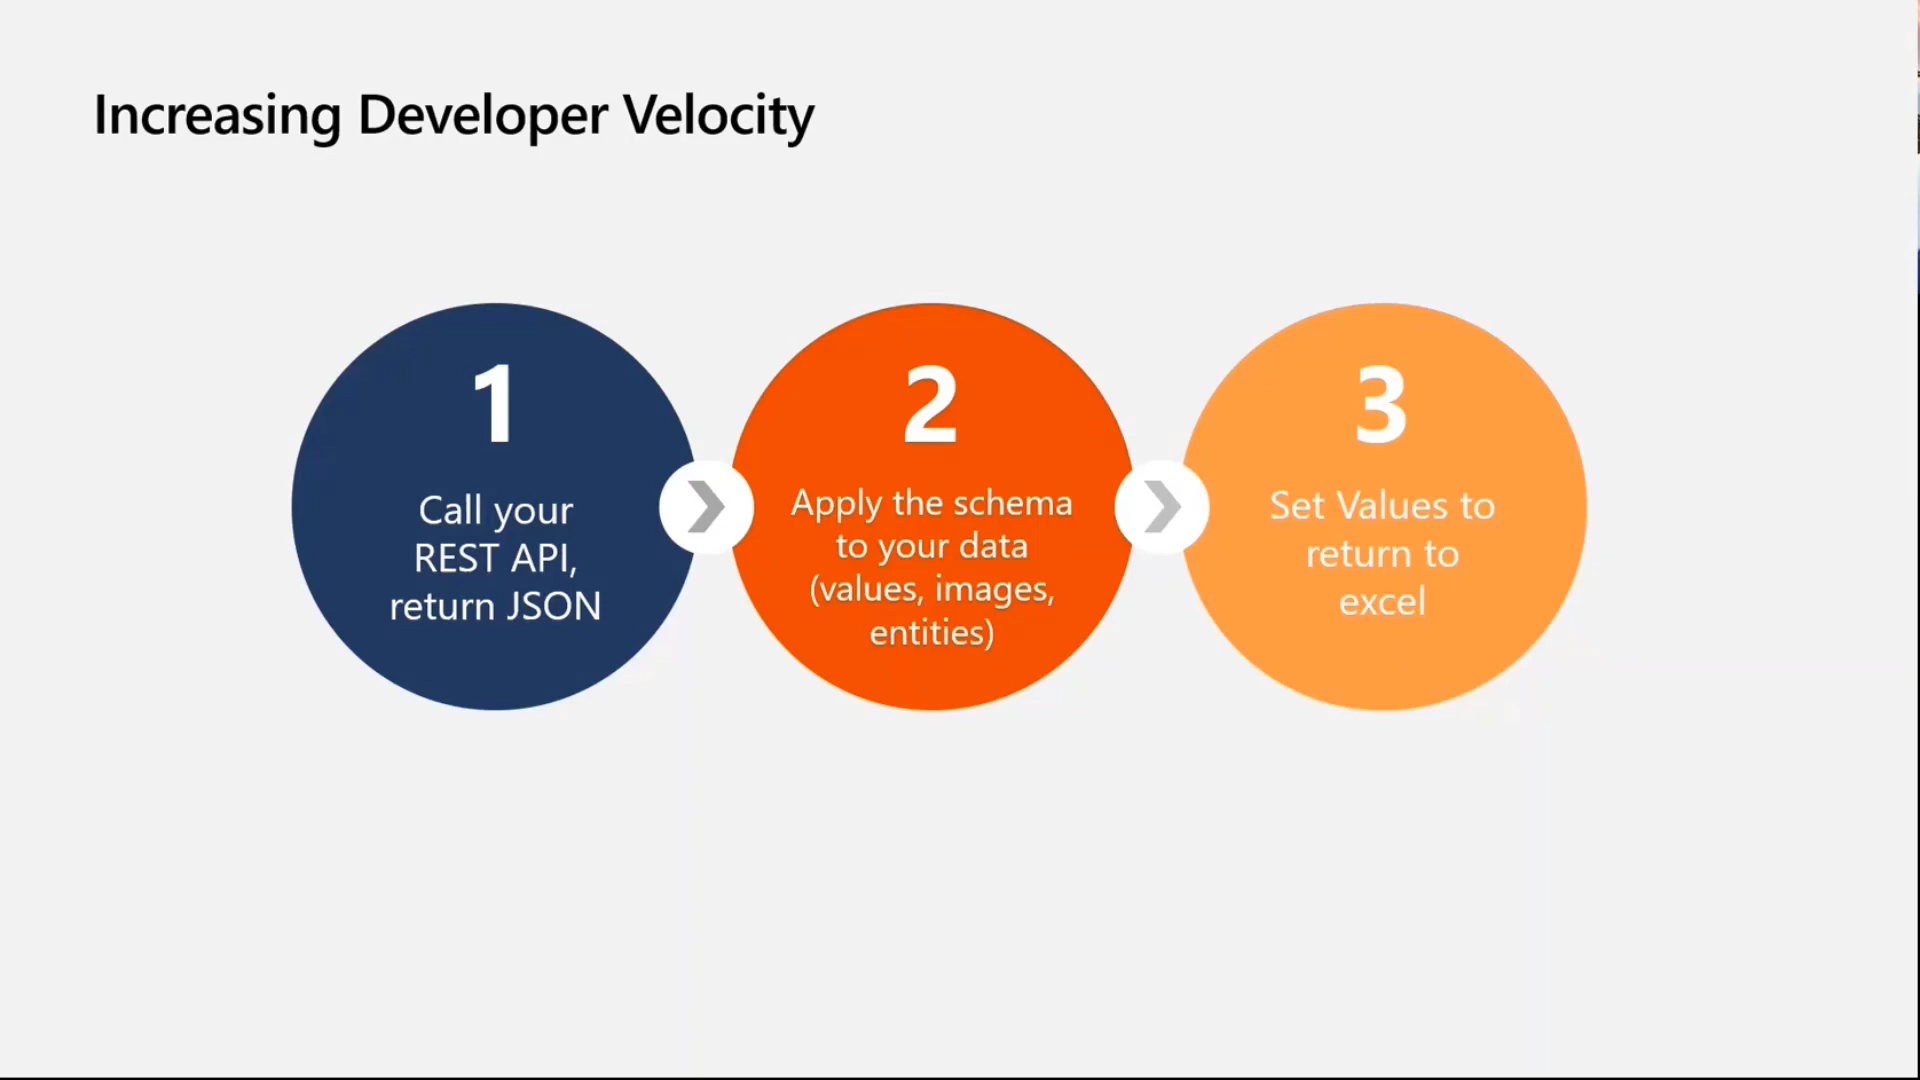 Increasing Developer Velocity
1
Call your
REST API,
return JSON
2
Apply the schema
to your data
(values, images,
entities)
3
Set Values to
return to
excel